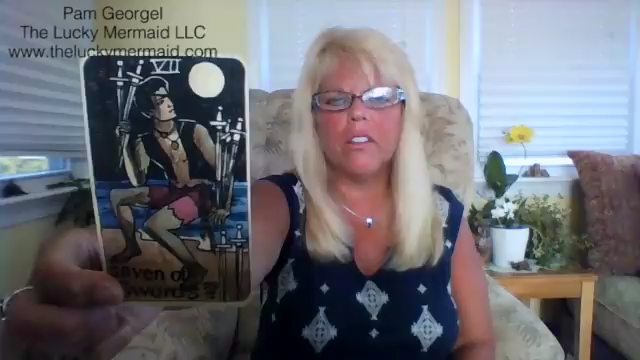 Pam Georgel
The Lucky Mermaid LLC
www.theluckymermaid.com
VII
Seven of
Swords